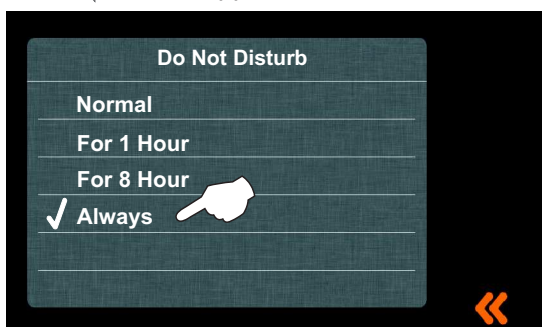 Do Not Disturb
Normal
For 1 Hour
For 8 Hour
Always